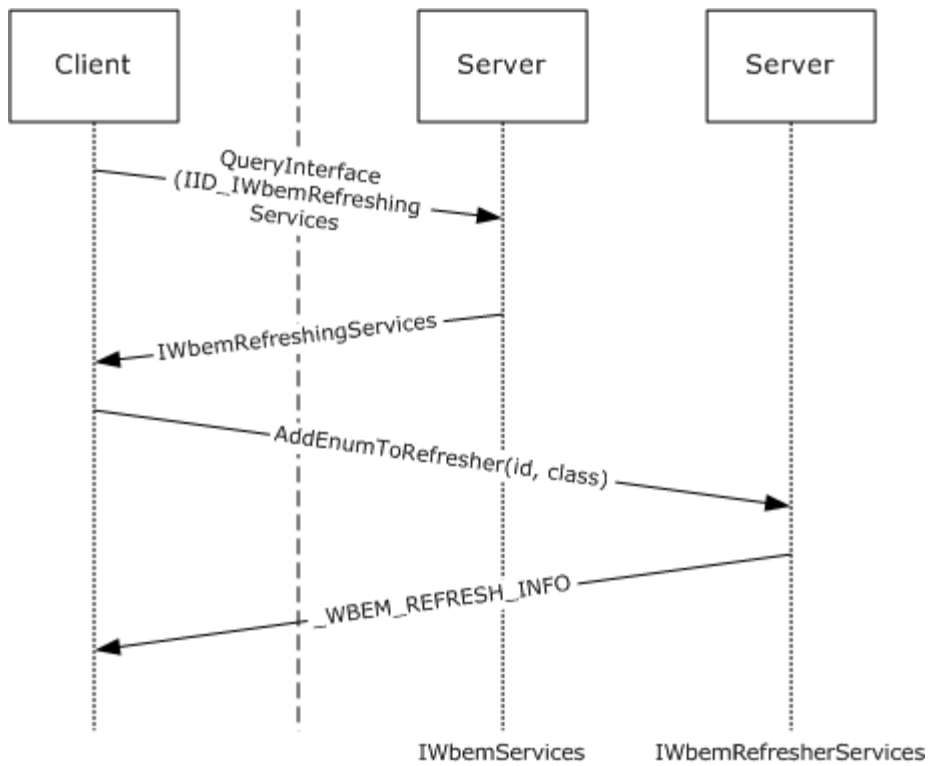 Client
Server
Server
QueryInterface
(IID_IWbemRefreshing
Services
IWbemRefreshingServices
AddEnumToRefresher(id, class)
_WBEM_REFRESH_INFO
IWbemServices
IWbemRefresherServices